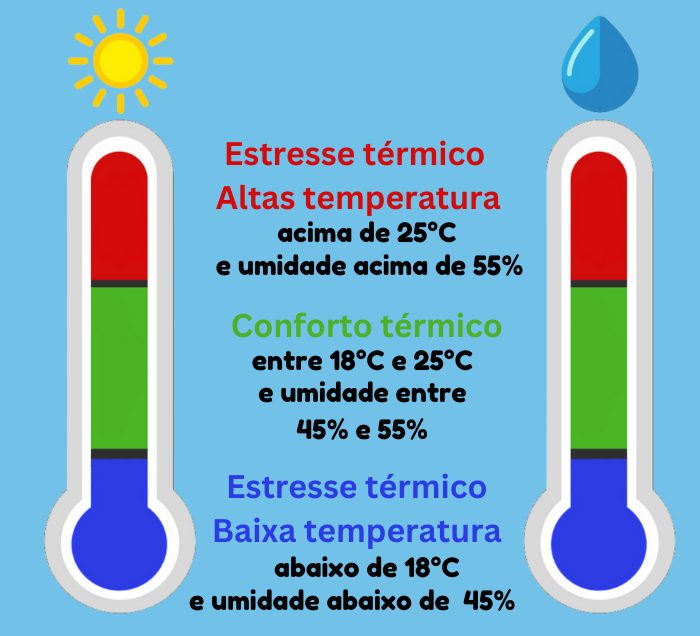 Estresse térmico
Altas temperatura
acima de 25°C
e umidade acima de 55%
Conforto térmico
entre 18°C e 25°C
e umidade entre
45% e 55%
Estresse térmico
Baixa temperatura
abaixo de 18°C
e umidade abaixo de 45%